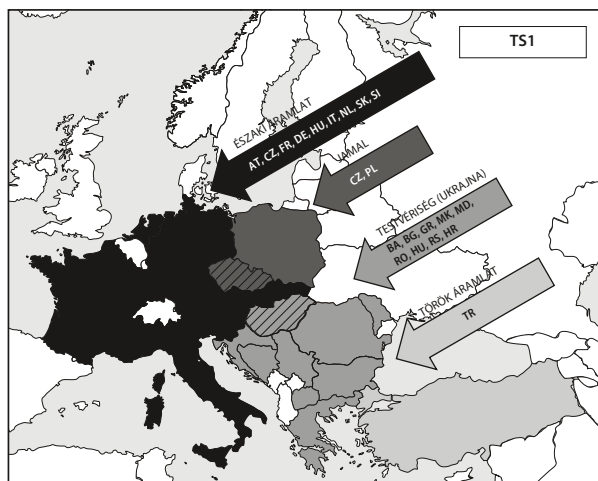 TS1
ÉSZAKI ÁRAMLAT
AT, CZ, FR, DE, HU, IT, NL, SK, SI
JAMAL
CZ, PL
TESTVÉRISÉG (UKRAJNA)
BA, BG, GR, MK, MD,
RO, HU, RS, HR
TÖRÖK ÁRAMLAT
TR